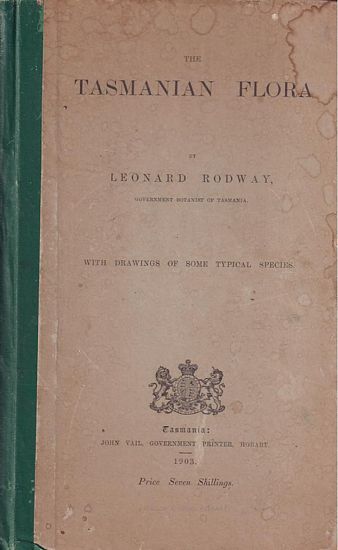 THE
TASMANIAN FLORA
BY
LEONARD RODWAY,
GOVERNMENT BOTANIST OF TASMANIA.
WITH DRAWINGS OF SOME TYPICAL SPECIES.
Tasmania:
JOHN VAIL, GOVERNMENT PRINTER, HOBART
1903.
Price Seven Shillings.